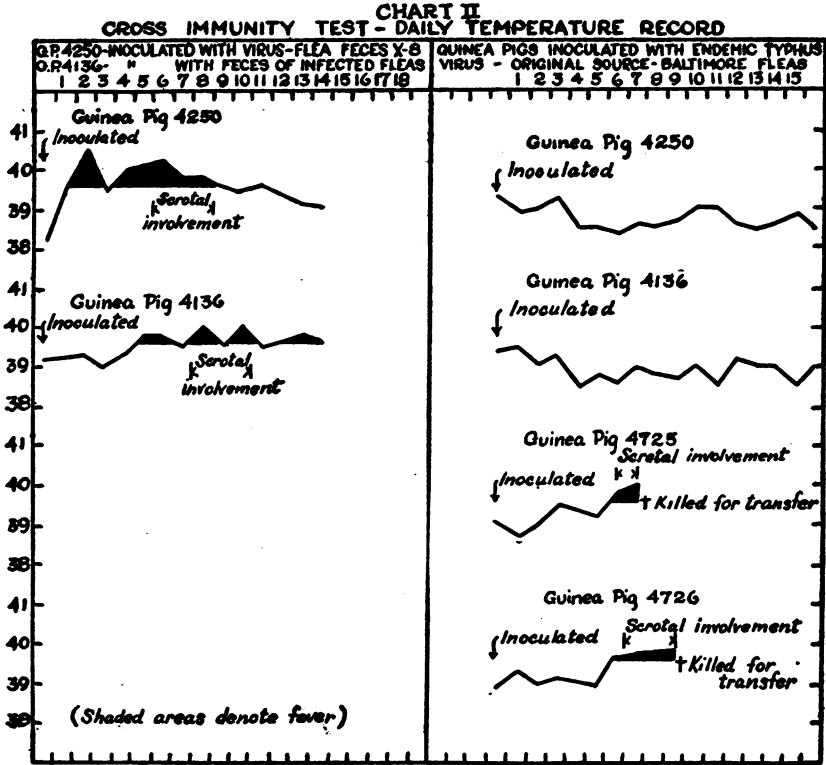 CHART II
CROSS IMMUNITY TEST - DAILY TEMPERATURE RECORD
G.P. 4250-INOCULATED WITH VIRUS-FLEA FECES X-8
G.P. 4136- " WITH FECES OF INFECTED FLEAS
1 2 3 4 5 6 7 8 9 10 11 12 13 14 15 16 17 18
41
Guinea Pig 4250
Inoculated
40
39
Scrotal
involvement
38
41
Guinea Pig 4136
40
Inoculated
39
Scrotal
involvement
38
41
40
39
38
41
40
39
38
(Shaded areas denote fever)
GUINEA PIGS INOCULATED WITH ENDEMIC TYPHUS
VIRUS - ORIGINAL SOURCE - BALTIMORE FLEAS
1 2 3 4 5 6 7 8 9 10 11 12 13 14 15
Guinea Pig 4250
Inoculated
Guinea Pig 4136
Inoculated
Guinea Pig 4725
Scrotal involvement
Inoculated
† Killed for transfer
Guinea Pig 4726
Scrotal involvement
Inoculated
† Killed for
transfer